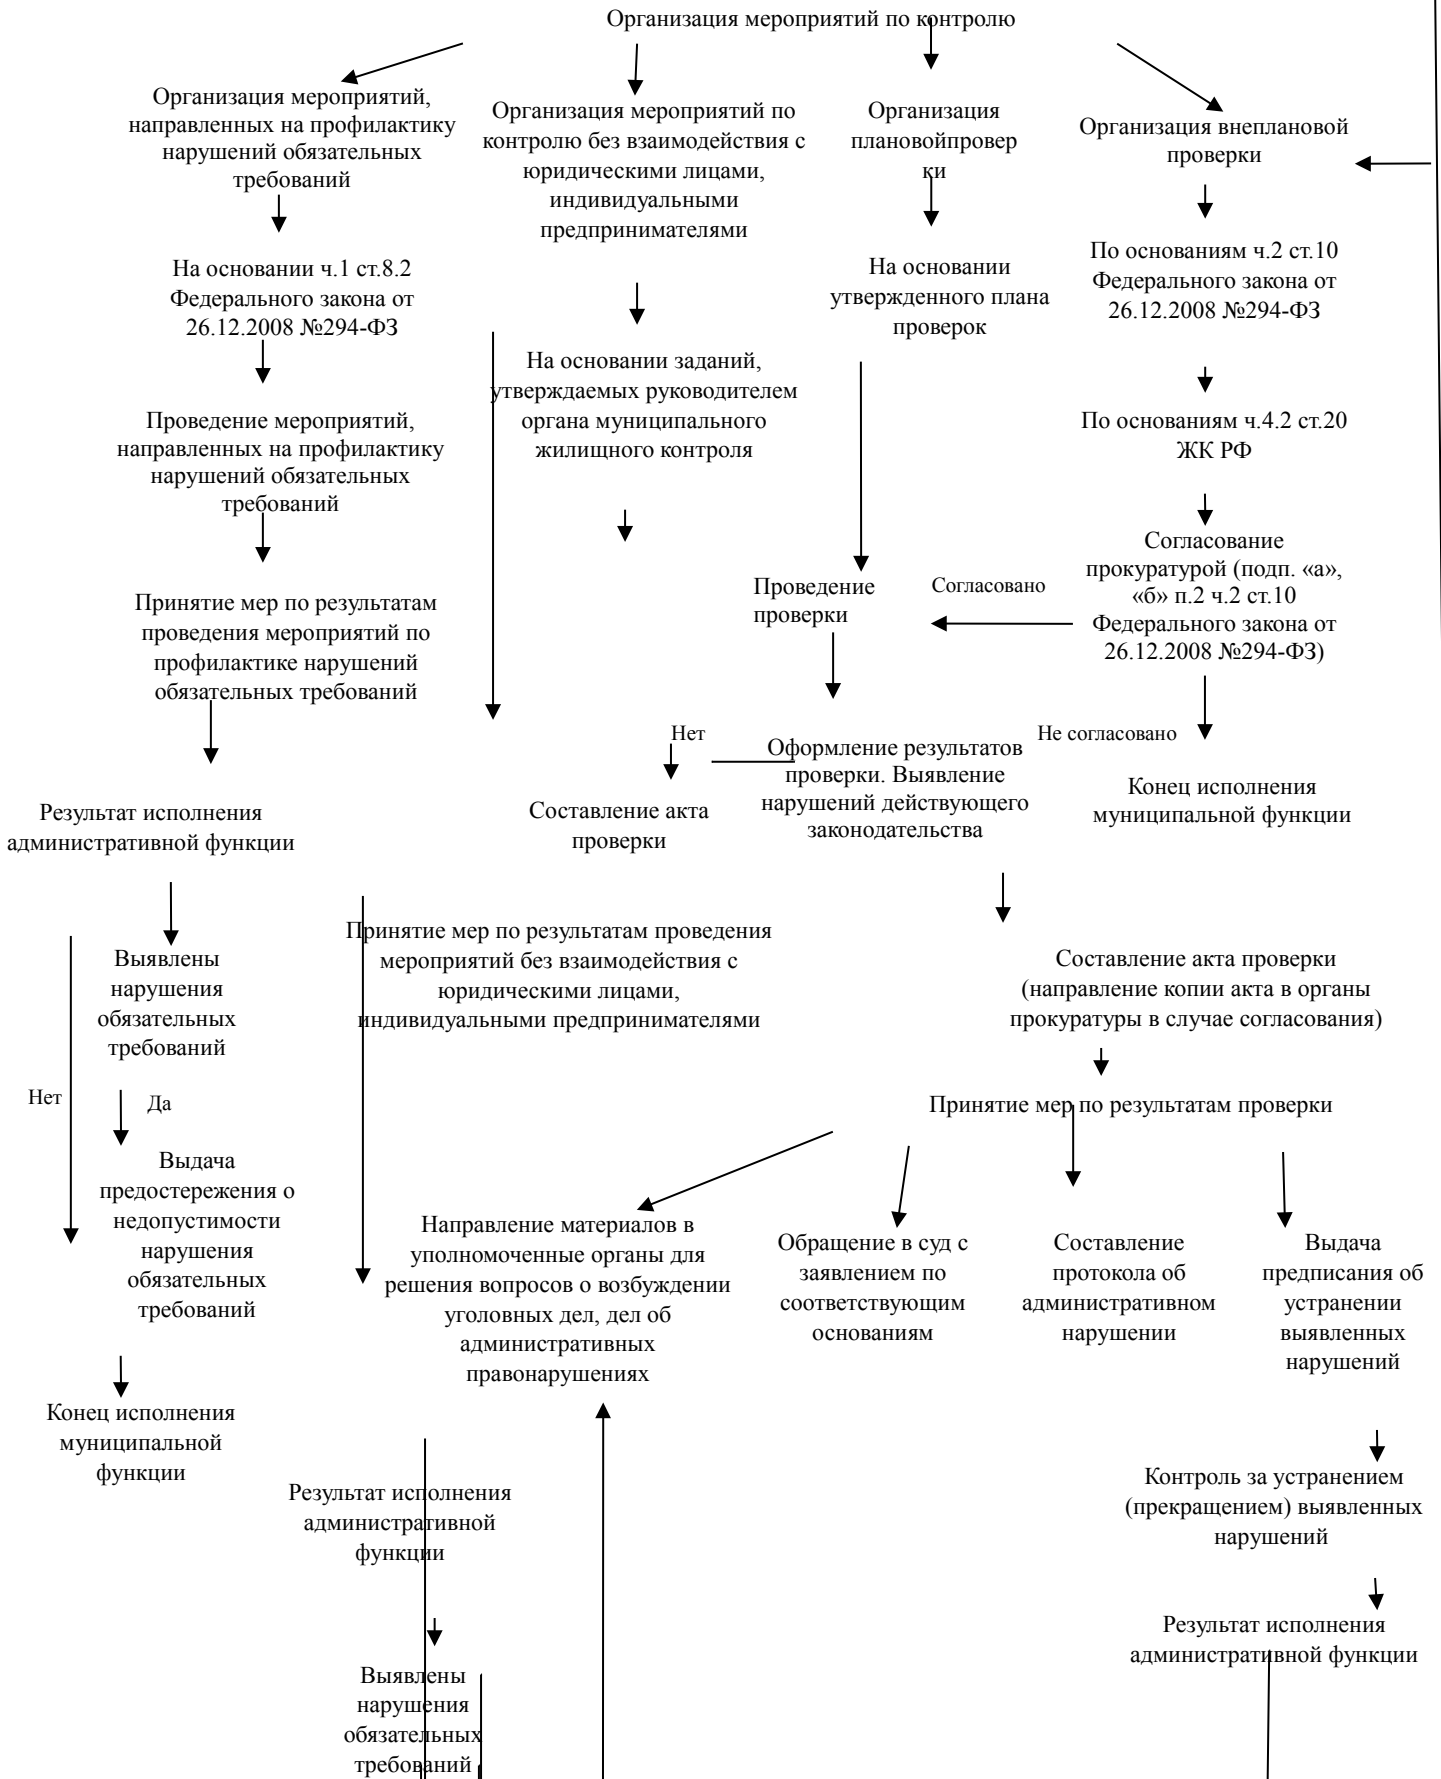 Организация мероприятий по контролю
Организация мероприятий,
направленных на профилактику
нарушений обязательных
требований
Организация мероприятий по
контролю без взаимодействия с
юридическими лицами,
индивидуальными
предпринимателями
Организация
плановойпровер
ки
Организация внеплановой
проверки
На основании ч.1 ст.8.2
Федерального закона от
26.12.2008 №294-ФЗ
На основании
утвержденного плана
проверок
По основаниям ч.2 ст.10
Федерального закона от
26.12.2008 №294-ФЗ
На основании заданий,
утверждаемых руководителем
органа муниципального
жилищного контроля
По основаниям ч.4.2 ст.20
ЖК РФ
Проведение мероприятий,
направленных на профилактику
нарушений обязательных
требований
Согласование
прокуратурой (подп. «а»,
«б» п.2 ч.2 ст.10
Федерального закона от
26.12.2008 №294-ФЗ)
Проведение
проверки
Согласовано
Принятие мер по результатам
проведения мероприятий по
профилактике нарушений
обязательных требований
Нет
Оформление результатов
проверки. Выявление
нарушений действующего
законодательства
Не согласовано
Конец исполнения
муниципальной функции
Составление акта
проверки
Результат исполнения
административной функции
Принятие мер по результатам проведения
мероприятий без взаимодействия с
юридическими лицами,
индивидуальными предпринимателями
Выявлены
нарушения
обязательных
требований
Составление акта проверки
(направление копии акта в органы
прокуратуры в случае согласования)
Нет
Да
Принятие мер по результатам проверки
Выдача
предостережения о
недопустимости
нарушения
обязательных
требований
Направление материалов в
уполномоченные органы для
решения вопросов о возбуждении
уголовных дел, дел об
административных
правонарушениях
Обращение в суд с
заявлением по
соответствующим
основаниям
Составление
протокола об
административном
нарушении
Выдача
предписания об
устранении
выявленных
нарушений
Конец исполнения
муниципальной
функции
Результат исполнения
административной
функции
Контроль за устранением
(прекращением) выявленных
нарушений
Результат исполнения
административной функции
Выявлены
нарушения
обязательных
требований